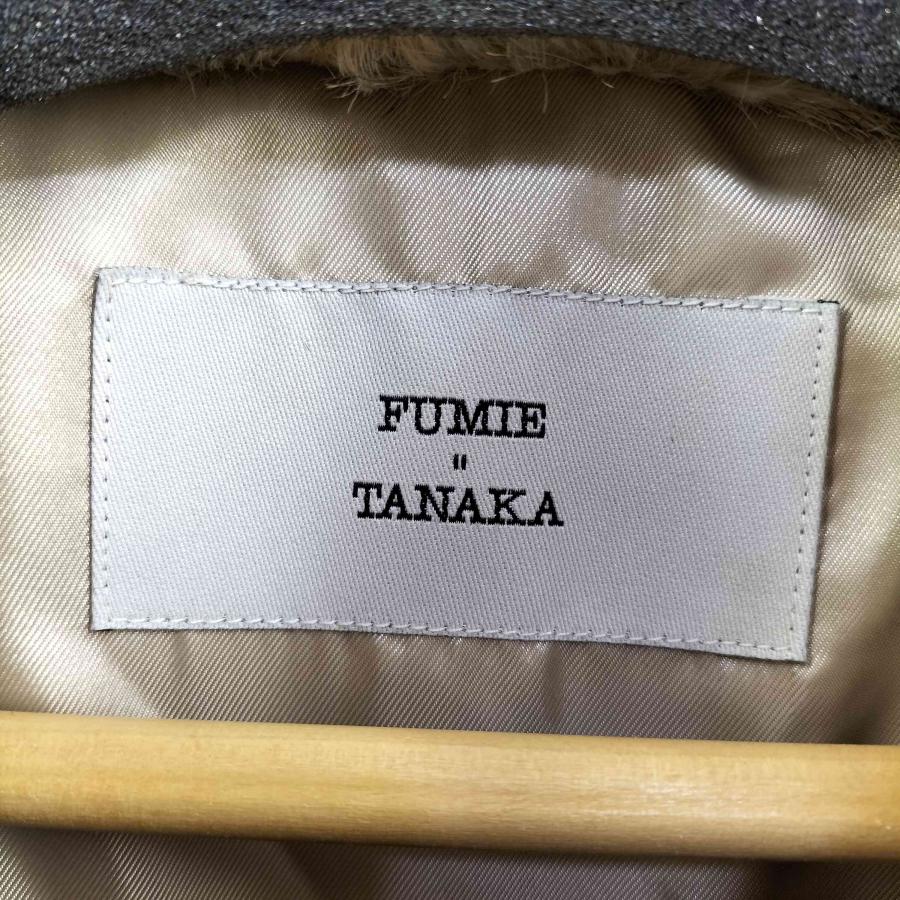 FUMIE
"
TANAKA